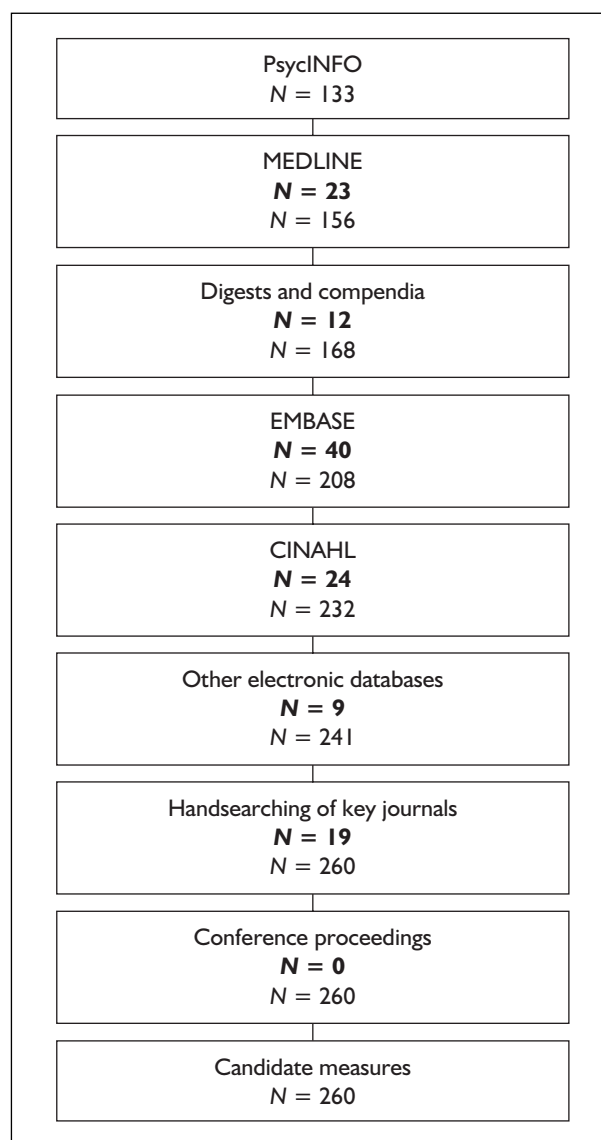 PsycINFO
N = 133
MEDLINE
N = 23
N = 156
Digests and compendia
N = 12
N = 168
EMBASE
N = 40
N = 208
CINAHL
N = 24
N = 232
Other electronic databases
N = 9
N = 241
Handsearching of key journals
N = 19
N = 260
Conference proceedings
N = 0
N = 260
Candidate measures
N = 260